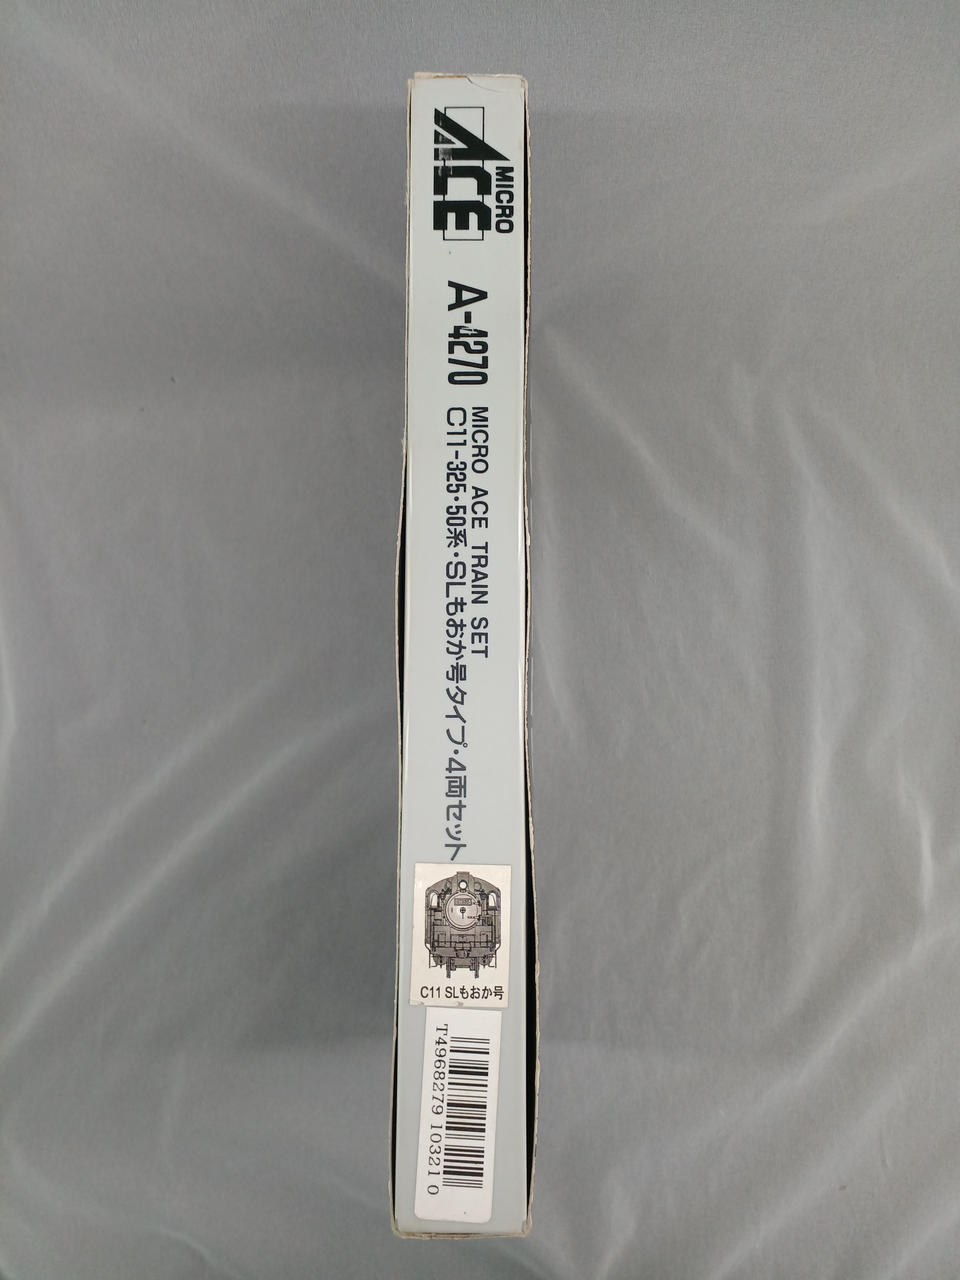 MICRO
ACE
A-4270
MICRO ACE TRAIN SET
C11-325・50系・SLもおか号タイプ・4両セット
C11 SLもおか号
T4968279 103210